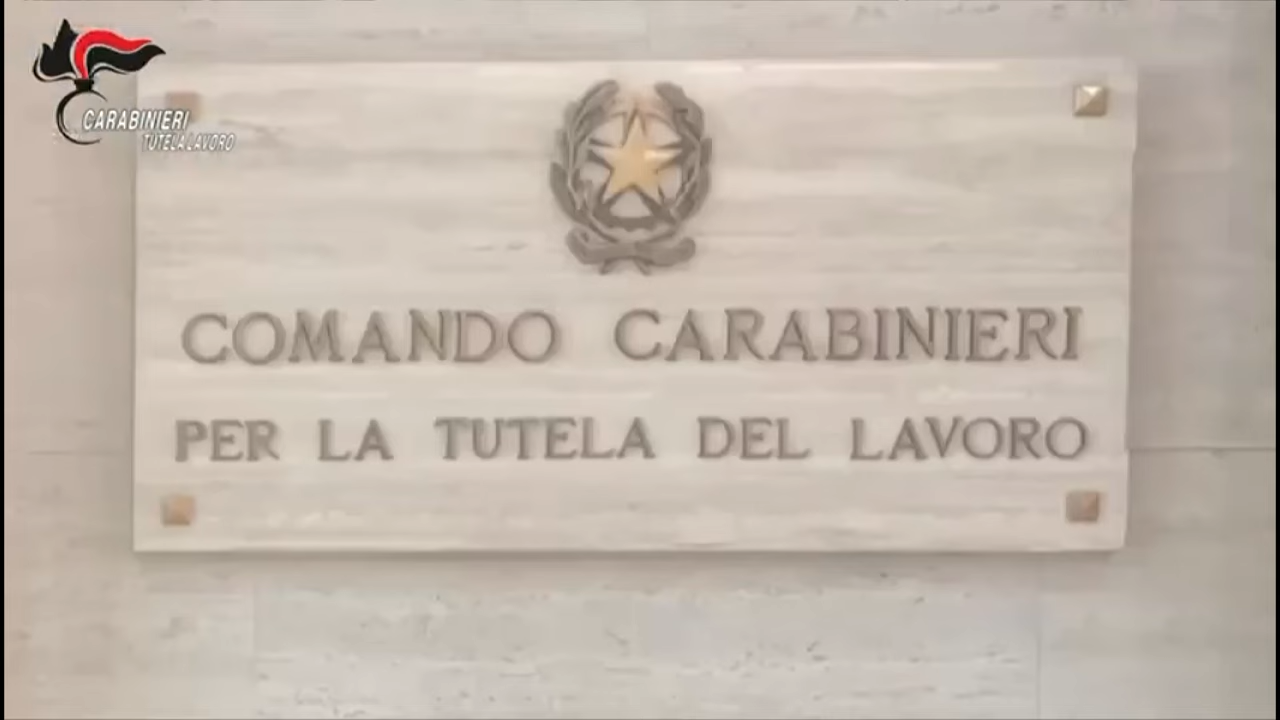 CARABINIERI
TUTELA LAVORO
COMANDO CARABINIERI
PER LA TUTELA DEL LAVORO